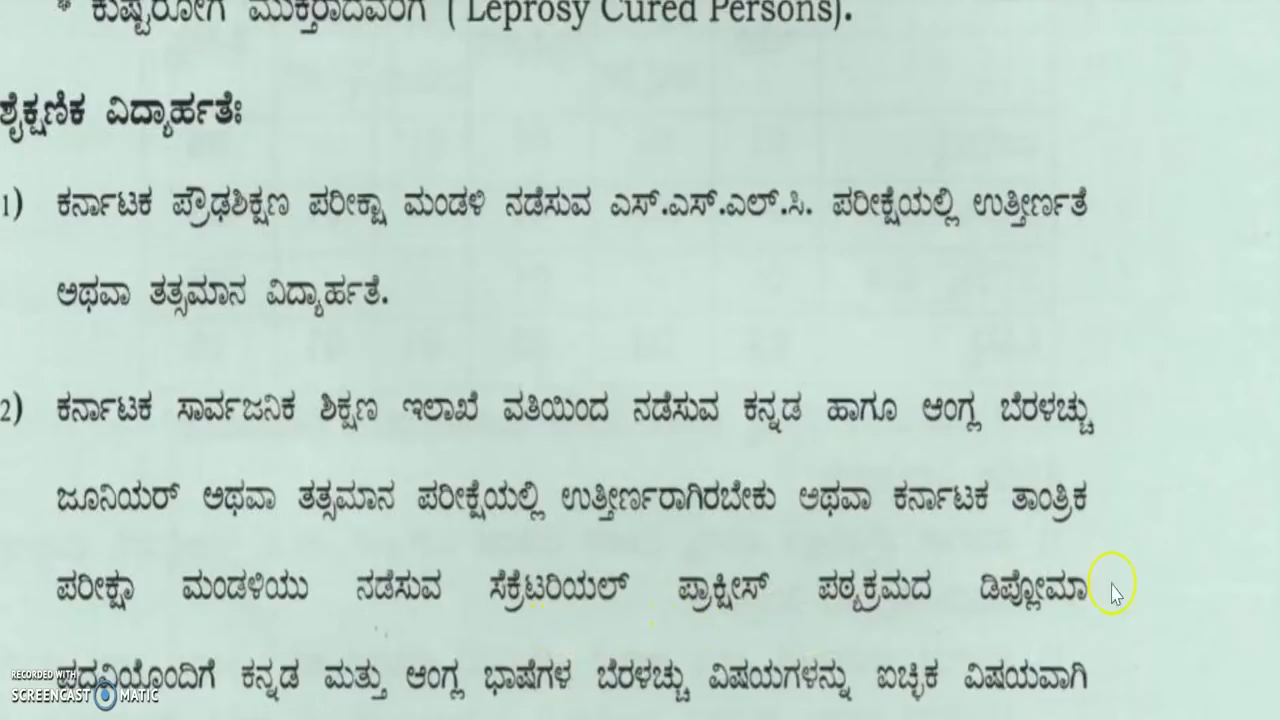 * ಕುಷ್ಟರೋಗ ಮುಕ್ತರಾದವರಿಗೆ ( Leprosy Cured Persons).
ಶೈಕ್ಷಣಿಕ ವಿದ್ಯಾರ್ಹತೆಃ
1) ಕರ್ನಾಟಕ ಪ್ರೌಢಶಿಕ್ಷಣ ಪರೀಕ್ಷಾ ಮಂಡಳಿ ನಡೆಸುವ ಎಸ್.ಎಸ್.ಎಲ್.ಸಿ. ಪರೀಕ್ಷೆಯಲ್ಲಿ ಉತ್ತೀರ್ಣತೆ
ಅಥವಾ ತತ್ಸಮಾನ ವಿದ್ಯಾರ್ಹತೆ.
2) ಕರ್ನಾಟಕ ಸಾರ್ವಜನಿಕ ಶಿಕ್ಷಣ ಇಲಾಖೆ ವತಿಯಿಂದ ನಡೆಸುವ ಕನ್ನಡ ಹಾಗೂ ಆಂಗ್ಲ ಬೆರಳಚ್ಚು
ಜೂನಿಯರ್ ಅಥವಾ ತತ್ಸಮಾನ ಪರೀಕ್ಷೆಯಲ್ಲಿ ಉತ್ತೀರ್ಣರಾಗಿರಬೇಕು ಅಥವಾ ಕರ್ನಾಟಕ ತಾಂತ್ರಿಕ
ಪರೀಕ್ಷಾ ಮಂಡಳಿಯು ನಡೆಸುವ ಸೆಕ್ರೆಟರಿಯಲ್ ಪ್ರಾಕ್ಟೀಸ್ ಪಠ್ಯಕ್ರಮದ ಡಿಪ್ಲೋಮಾ
ಪದವಿಯೊಂದಿಗೆ ಕನ್ನಡ ಮತ್ತು ಆಂಗ್ಲ ಭಾಷೆಗಳ ಬೆರಳಚ್ಚು ವಿಷಯಗಳನ್ನು ಐಚ್ಛಿಕ ವಿಷಯವಾಗಿ
RECORDED WITH
SCREENCAST MATIC